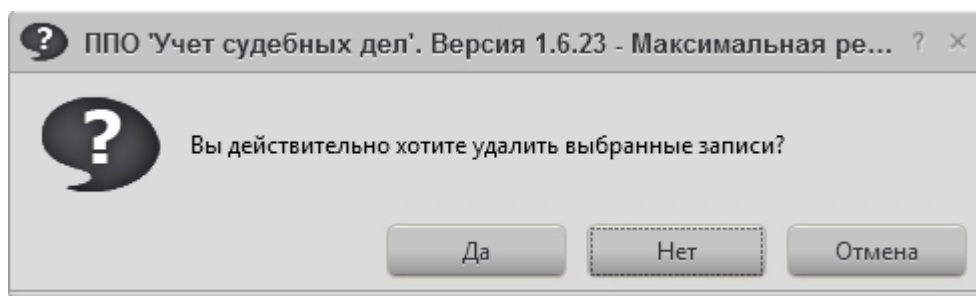 ППО 'Учет судебных дел'. Версия 1.6.23 - Максимальная ре...
Вы действительно хотите удалить выбранные записи?
Да Нет Отмена